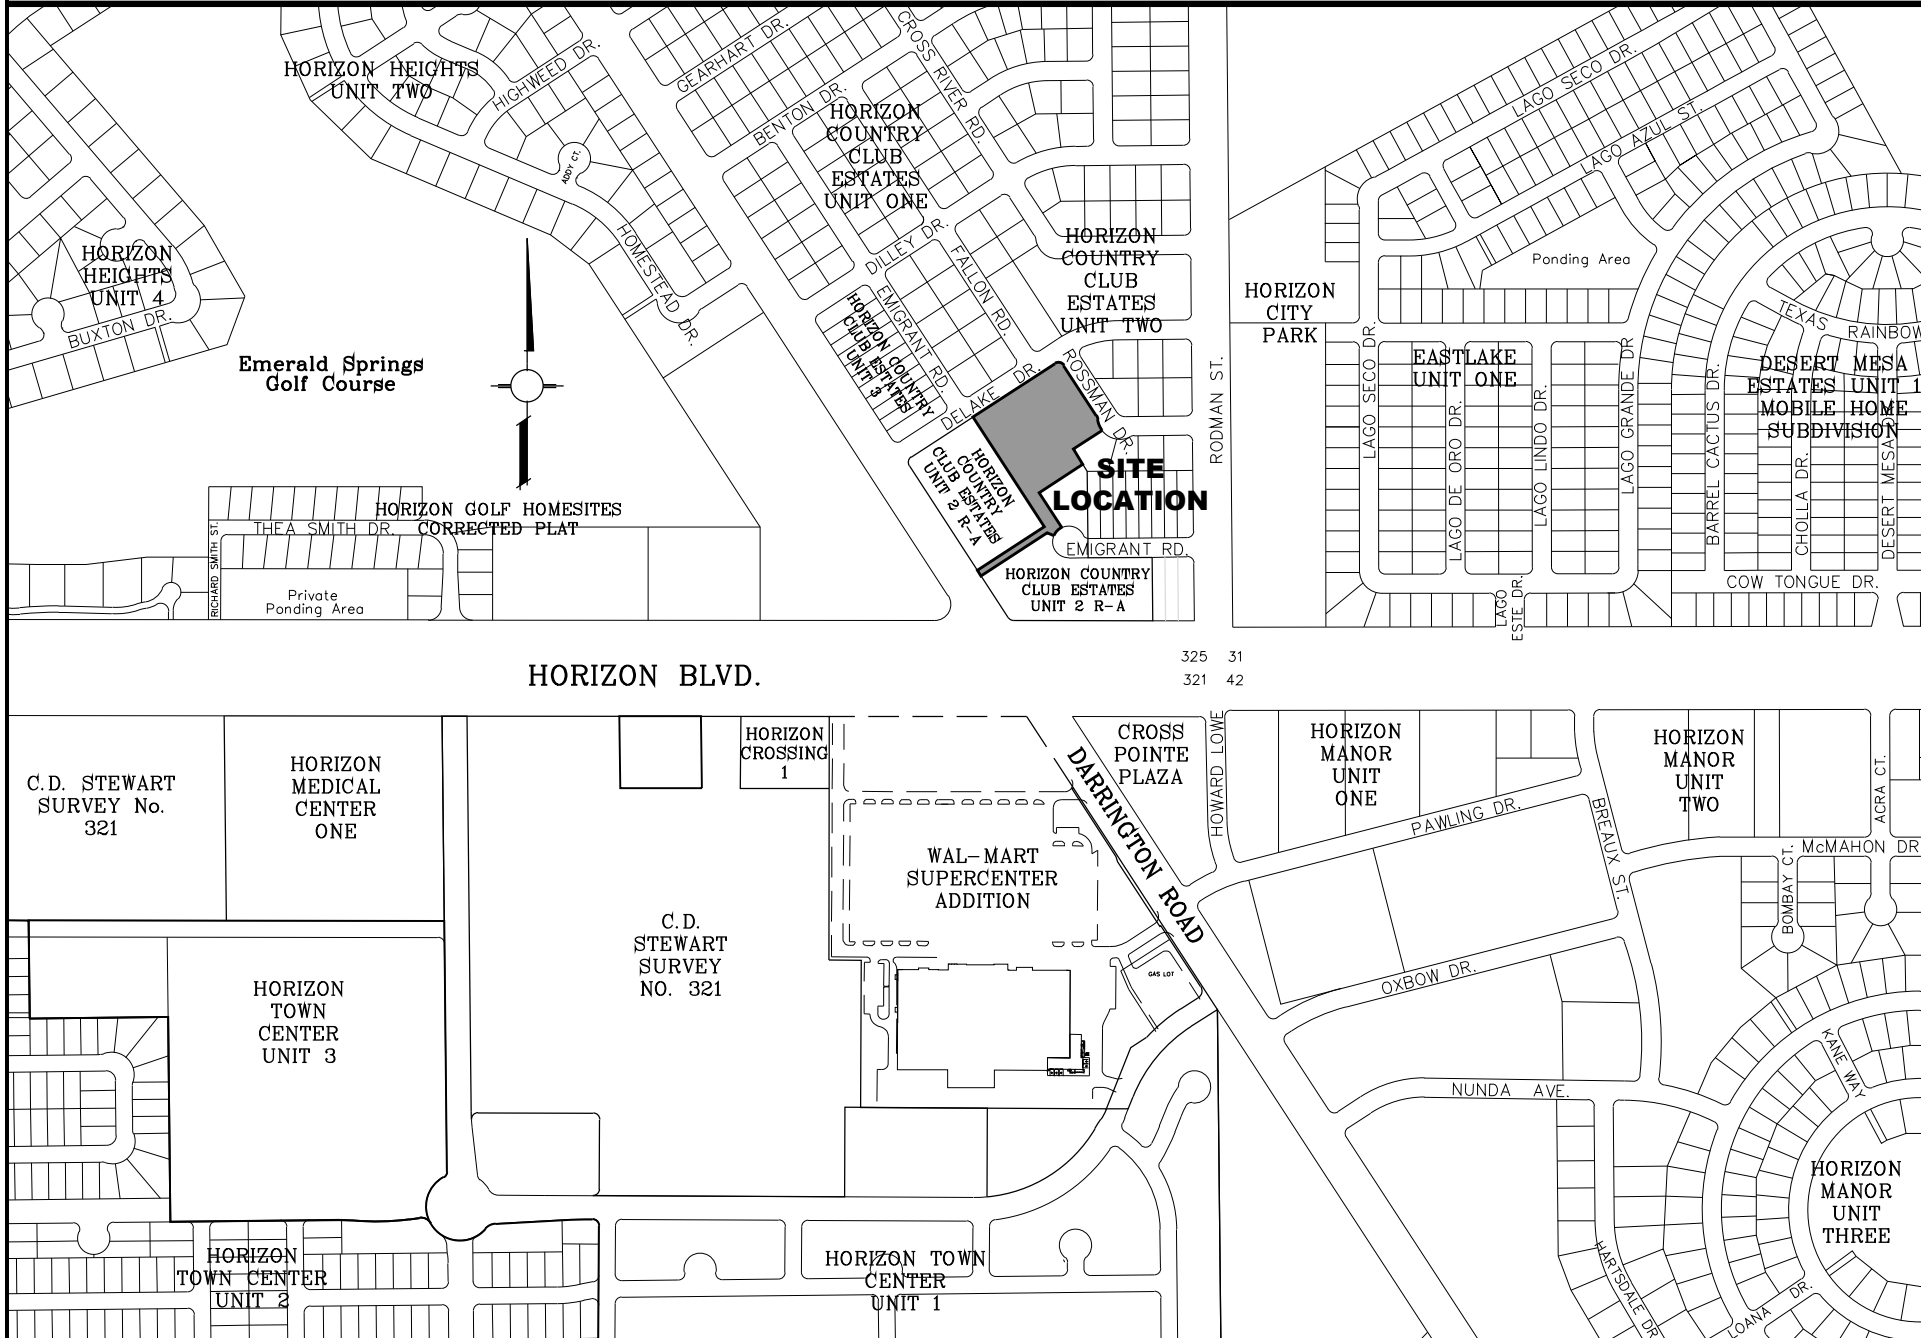 HORIZON HEIGHTS
UNIT TWO
HIGHWEED DR.
GEARHART DR.
CROSS RIVER RD.
BENTON DR.
HORIZON
COUNTRY
CLUB
ESTATES
UNIT ONE
ADDY CT.
HOMESTEAD DR.
HORIZON
HEIGHTS
UNIT 4
BUXTON DR.
Emerald Springs
Golf Course
DILLEY DR.
FALLON RD.
EMIGRANT RD.
HORIZON COUNTRY
CLUB ESTATES
UNIT 3
HORIZON
COUNTRY
CLUB
ESTATES
UNIT TWO
DELAKE DR.
ROSSMAN DR.
RODMAN ST.
SITE
LOCATION
HORIZON
COUNTRY
CLUB ESTATES
UNIT 2 R-A
EMIGRANT RD.
HORIZON COUNTRY
CLUB ESTATES
UNIT 2 R-A
HORIZON GOLF HOMESITES
CORRECTED PLAT
THEA SMITH DR.
RICHARD SMITH ST.
Private
Ponding Area
LAGO SECO DR.
LAGO AZUL ST.
Ponding Area
HORIZON
CITY
PARK
EASTLAKE
UNIT ONE
LAGO SECO DR.
LAGO DE ORO DR.
LAGO LINDO DR.
LAGO GRANDE DR
LAGO
ESTE DR.
TEXAS RAINBOW
DESERT MESA
ESTATES UNIT 1
MOBILE HOME
SUBDIVISION
BARREL CACTUS DR.
CHOLLA DR.
DESERT MESA DR.
COW TONGUE DR.
HORIZON BLVD.
325 31
321 42
C.D. STEWART
SURVEY No.
321
HORIZON
MEDICAL
CENTER
ONE
HORIZON
CROSSING
1
CROSS
POINTE
PLAZA
DARRINGTON ROAD
HOWARD LOWE
HORIZON
MANOR
UNIT
ONE
HORIZON
MANOR
UNIT
TWO
PAWLING DR.
BREAUX ST.
ACRA CT.
McMAHON DR
BOMBAY CT.
WAL-MART
SUPERCENTER
ADDITION
C.D.
STEWART
SURVEY
NO. 321
GAS LOT
OXBOW DR.
HORIZON
TOWN
CENTER
UNIT 3
NUNDA AVE.
KANE WAY
HORIZON
MANOR
UNIT
THREE
HARTSDALE DR
LOANA DR.
HORIZON
TOWN CENTER
UNIT 2
HORIZON TOWN
CENTER
UNIT 1